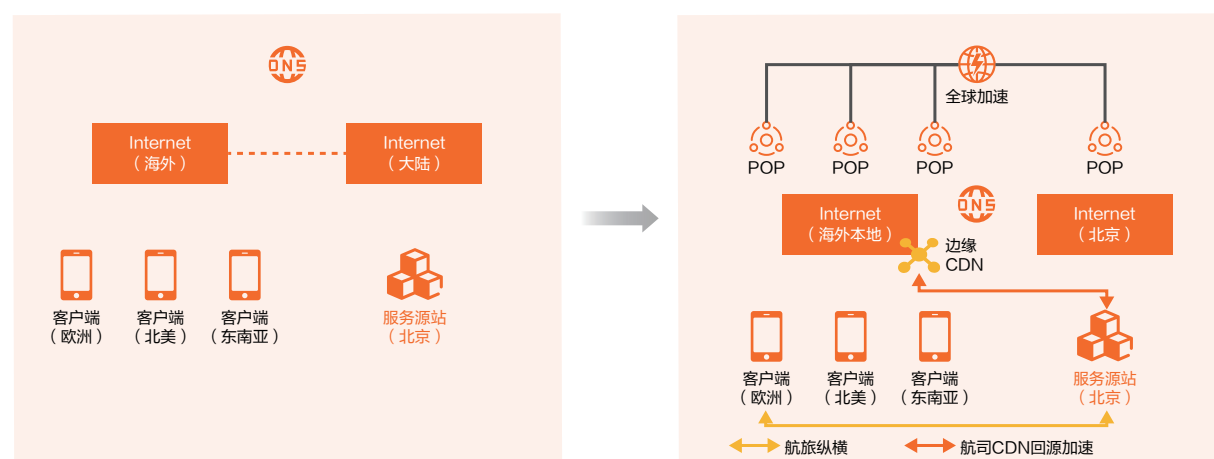 DNS
Internet
（海外）
Internet
（大陆）
客户端
（欧洲）
客户端
（北美）
客户端
（东南亚）
服务源站
（北京）
全球加速
POP
POP
POP
POP
DNS
Internet
（海外本地）
Internet
（北京）
边缘
CDN
客户端
（欧洲）
客户端
（北美）
客户端
（东南亚）
服务源站
（北京）
航旅纵横
航司CDN回源加速